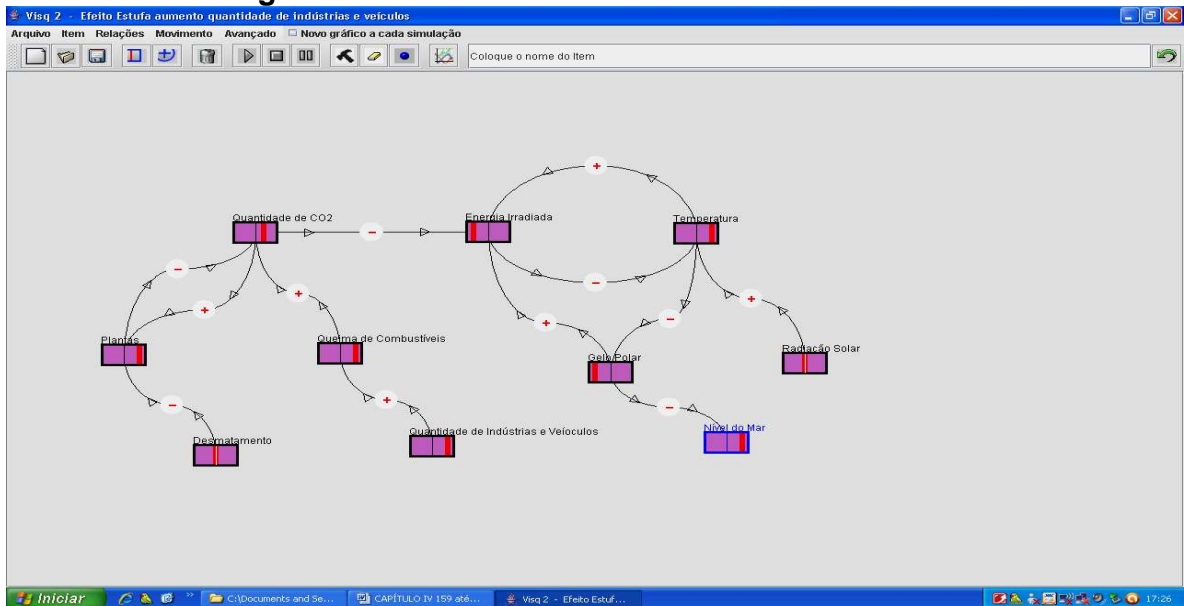 Visq 2 - Efeito Estufa aumento quantidade de indústrias e veículos
Arquivo Item Relações Movimento Avançado Novo gráfico a cada simulação
Coloque o nome do Item
+
Quantidade de CO2
Energia Irradiada
Temperatura
−
−
−
+
+
+
+
−
Plantas
Queima de Combustíveis
Gelo Polar
Radiação Solar
−
+
−
Desmatamento
Quantidade de Indústrias e Veíoculos
Nivel do Mar
Iniciar
C:\Documents and Se...
CAPÍTULO IV 159 até...
Visq 2 - Efeito Estuf...
17:26